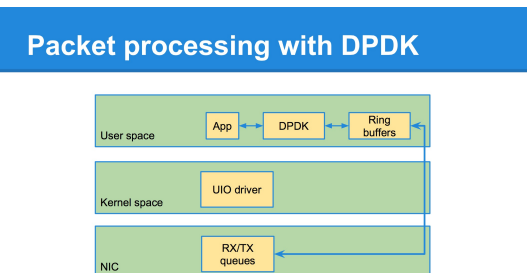 Packet processing with DPDK
App
DPDK
Ring
buffers
User space
UIO driver
Kernel space
RX/TX
queues
NIC